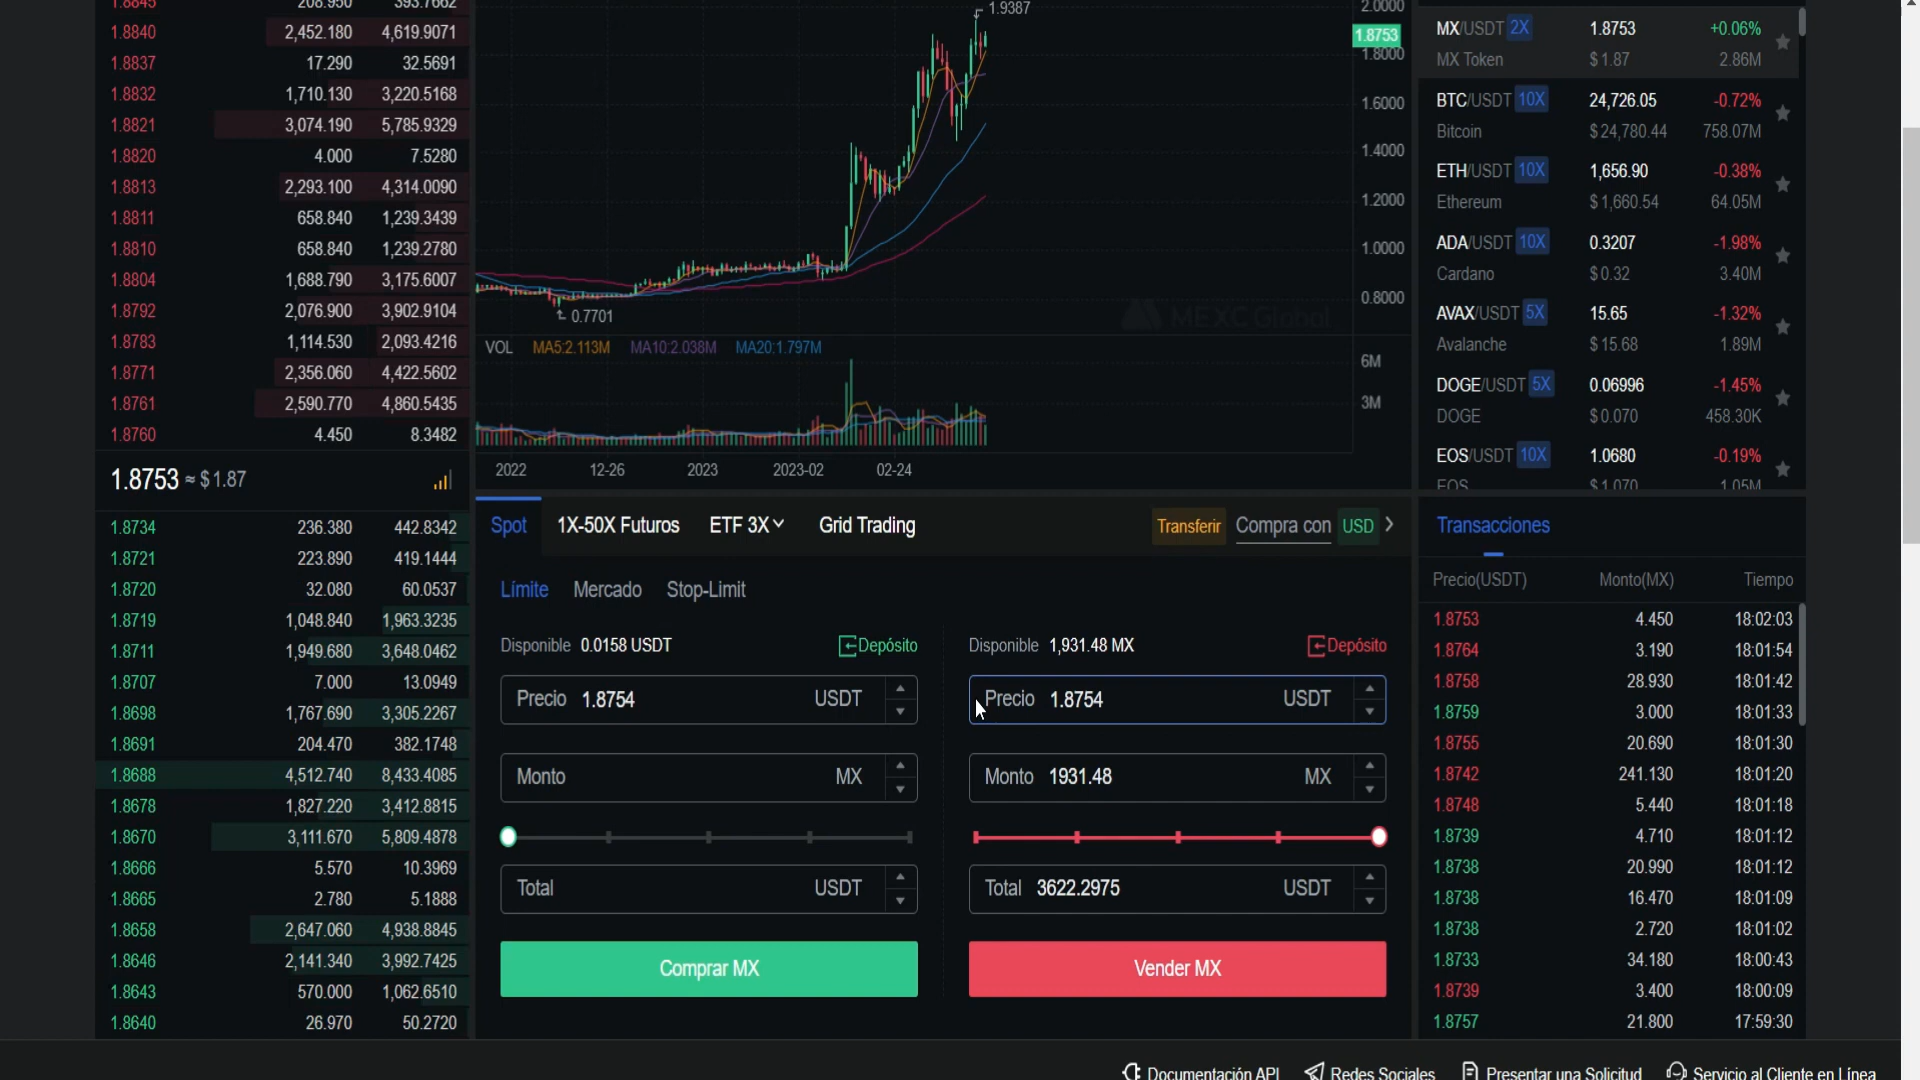 1.8845 208.950 393.7662
1.8840 2,452.180 4,619.9071
1.8837 17.290 32.5691
1.8832 1,710.130 3,220.5168
1.8821 3,074.190 5,785.9329
1.8820 4.000 7.5280
1.8813 2,293.100 4,314.0090
1.8811 658.840 1,239.3439
1.8810 658.840 1,239.2780
1.8804 1,688.790 3,175.6007
1.8792 2,076.900 3,902.9104
1.8783 1,114.530 2,093.4216
1.8771 2,356.060 4,422.5602
1.8761 2,590.770 4,860.5435
1.8760 4.450 8.3482
1.8753 ≈ $ 1.87
1.8734 236.380 442.8342
1.8721 223.890 419.1444
1.8720 32.080 60.0537
1.8719 1,048.840 1,963.3235
1.8711 1,949.680 3,648.0462
1.8707 7.000 13.0949
1.8698 1,767.690 3,305.2267
1.8691 204.470 382.1748
1.8688 4,512.740 8,433.4085
1.8678 1,827.220 3,412.8815
1.8670 3,111.670 5,809.4878
1.8666 5.570 10.3969
1.8665 2.780 5.1888
1.8658 2,647.060 4,938.8845
1.8646 2,141.340 3,992.7425
1.8643 570.000 1,062.6510
1.8640 26.970 50.2720
1.9387
2.0000
1.8753
1.8000
1.6000
1.4000
1.2000
1.0000
0.8000
0.7701
MEXC Global
VOL MA5:2.113M MA10:2.038M MA20:1.797M
6M
3M
2022 12-26 2023 2023-02 02-24
Spot 1X-50X Futuros ETF 3X Grid Trading Transferir Compra con USD
Límite Mercado Stop-Limit
Disponible 0.0158 USDT Depósito
Precio 1.8754 USDT
Monto MX
Total USDT
Comprar MX
Disponible 1,931.48 MX Depósito
Precio 1.8754 USDT
Monto 1931.48 MX
Total 3622.2975 USDT
Vender MX
MX/USDT 2X 1.8753 +0.06%
MX Token $ 1.87 2.86M
BTC/USDT 10X 24,726.05 -0.72%
Bitcoin $ 24,780.44 758.07M
ETH/USDT 10X 1,656.90 -0.38%
Ethereum $ 1,660.54 64.05M
ADA/USDT 10X 0.3207 -1.98%
Cardano $ 0.32 3.40M
AVAX/USDT 5X 15.65 -1.32%
Avalanche $ 15.68 1.89M
DOGE/USDT 5X 0.06996 -1.45%
DOGE $ 0.070 458.30K
EOS/USDT 10X 1.0680 -0.19%
EOS $ 1.070 1.05M
Transacciones
Precio(USDT) Monto(MX) Tiempo
1.8753 4.450 18:02:03
1.8764 3.190 18:01:54
1.8758 28.930 18:01:42
1.8759 3.000 18:01:33
1.8755 20.690 18:01:30
1.8742 241.130 18:01:20
1.8748 5.440 18:01:18
1.8739 4.710 18:01:12
1.8738 20.990 18:01:12
1.8738 16.470 18:01:09
1.8738 2.720 18:01:02
1.8733 34.180 18:00:43
1.8739 3.400 18:00:09
1.8757 21.800 17:59:30
Documentación API Redes Sociales Presentar una Solicitud Servicio al Cliente en Línea